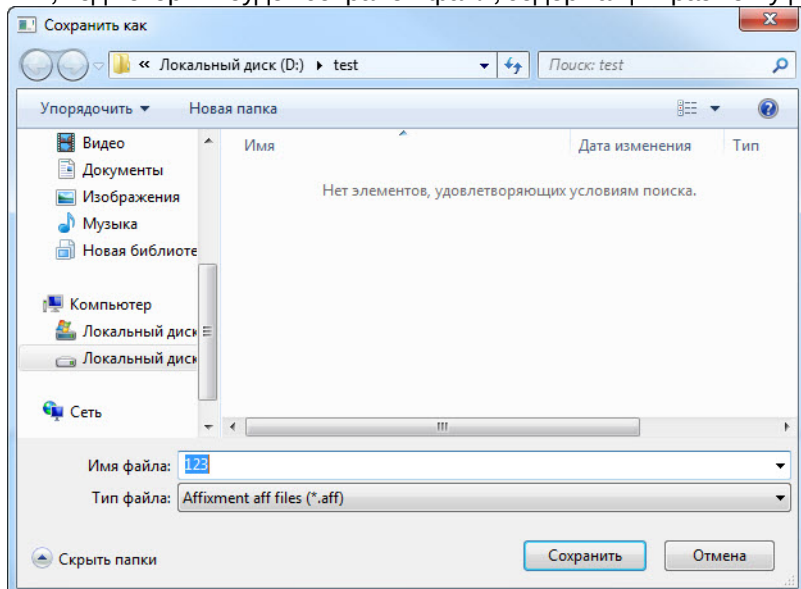 Сохранить как
« Локальный диск (D:) ▸ test
Поиск: test
Упорядочить ▼ Новая папка
Видео
Имя Дата изменения Тип
Документы
Нет элементов, удовлетворяющих условиям поиска.
Изображения
Музыка
Новая библиоте
Компьютер
Локальный диск
Локальный диск
Сеть
Имя файла: 123
Тип файла: Affixment aff files (*.aff)
Скрыть папки Сохранить Отмена